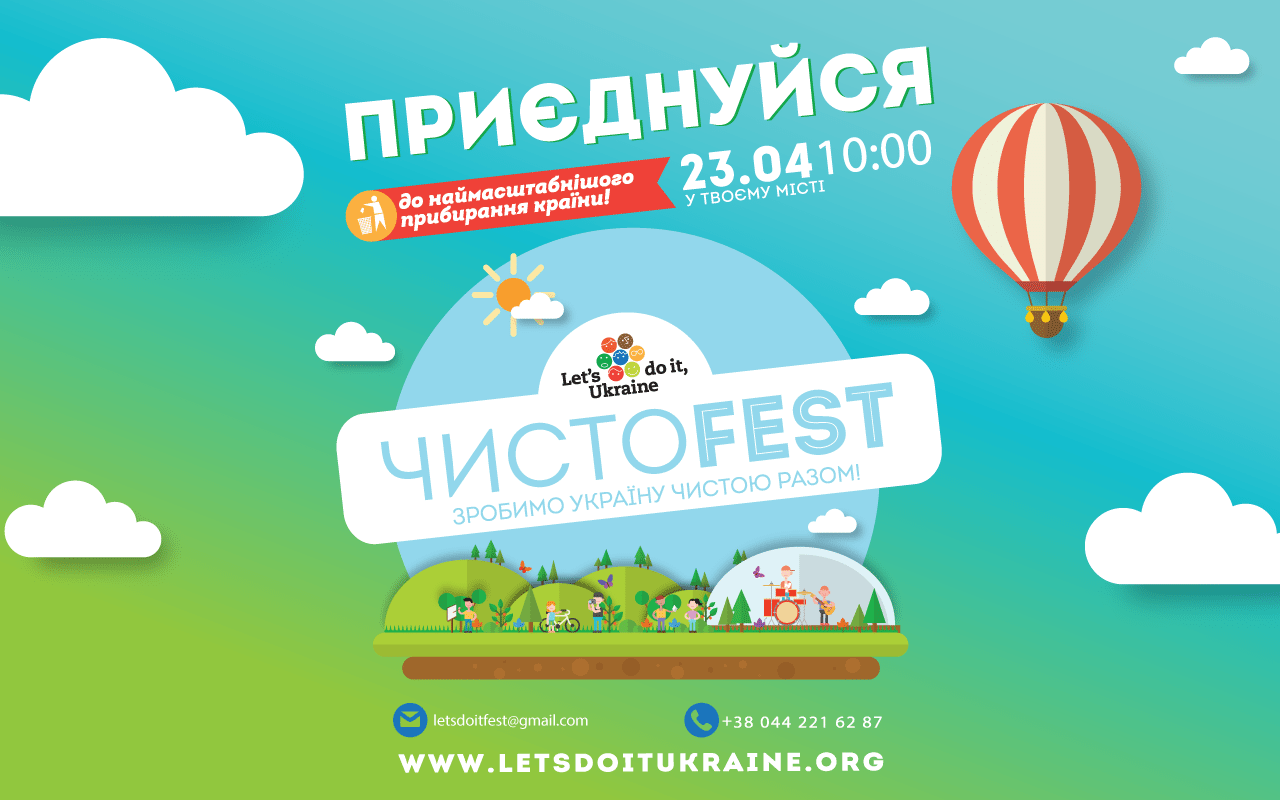 ПРИЄДНУЙСЯ
до наймасштабнішого
прибирання країни!
23.04 10:00
У ТВОЄМУ МІСТІ
Let's do it,
Ukraine
ЧИСТОFEST
ЗРОБИМО УКРАЇНУ ЧИСТОЮ РАЗОМ!
letsdoitfest@gmail.com
+38 044 221 62 87
WWW.LETSDOITUKRAINE.ORG